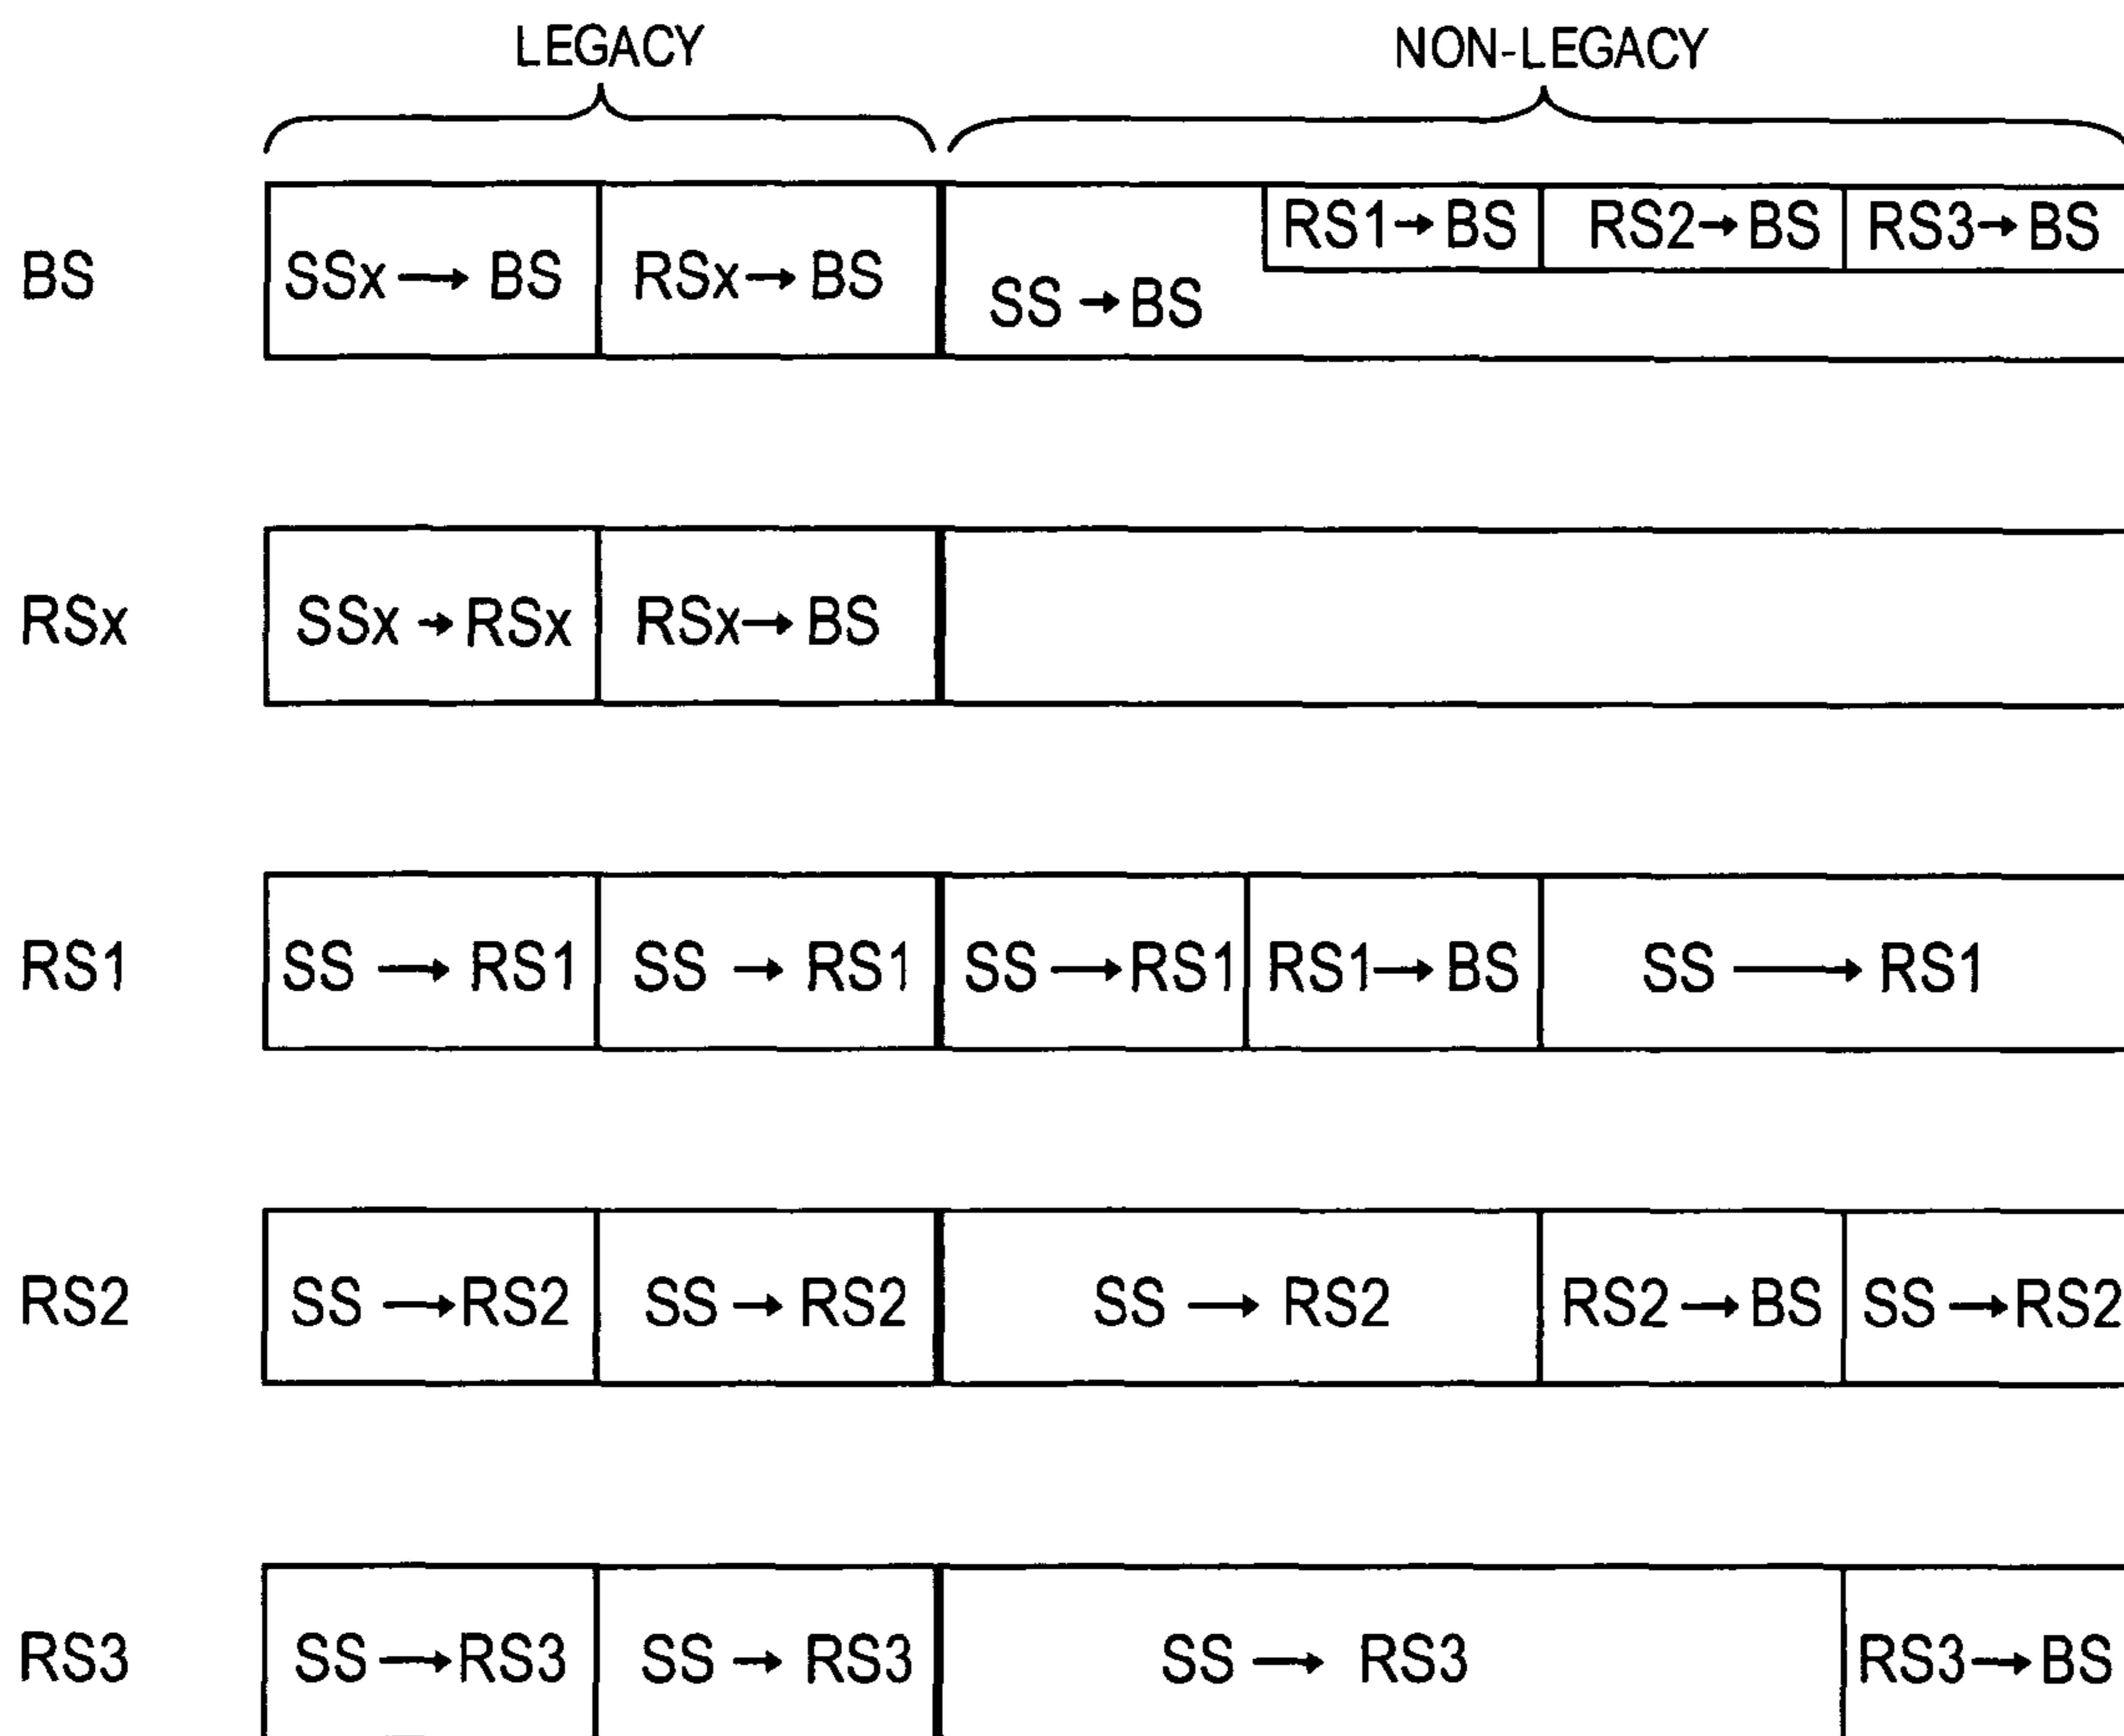 LEGACY NON-LEGACY
BS SSx → BS RSx → BS SS → BS RS1 → BS RS2 → BS RS3 → BS
RSx SSx → RSx RSx → BS
RS1 SS → RS1 SS → RS1 SS → RS1 RS1 → BS SS → RS1
RS2 SS → RS2 SS → RS2 SS → RS2 RS2 → BS SS → RS2
RS3 SS → RS3 SS → RS3 SS → RS3 RS3 → BS